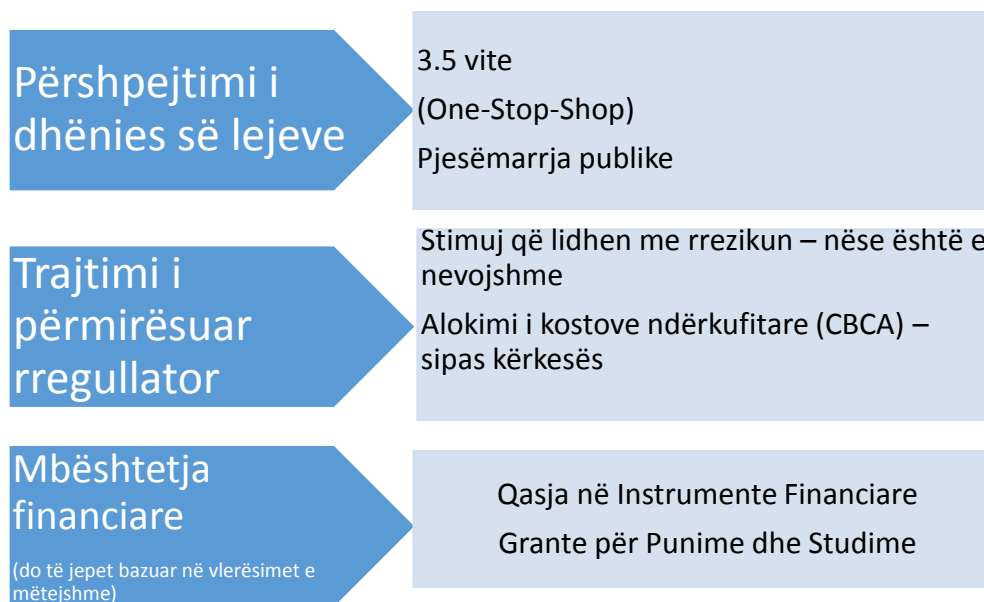 Përshpejtimi i
dhënies së lejeve
3.5 vite
(One-Stop-Shop)
Pjesëmarrja publike
Trajtimi i
përmirësuar
rregullator
Stimuj që lidhen me rrezikun – nëse është e
nevojshme
Alokimi i kostove ndërkufitare (CBCA) –
sipas kërkesës
Mbështetja
financiare
(do të jepet bazuar në vlerësimet e
mëtejshme)
Qasja në Instrumente Financiare
Grante për Punime dhe Studime